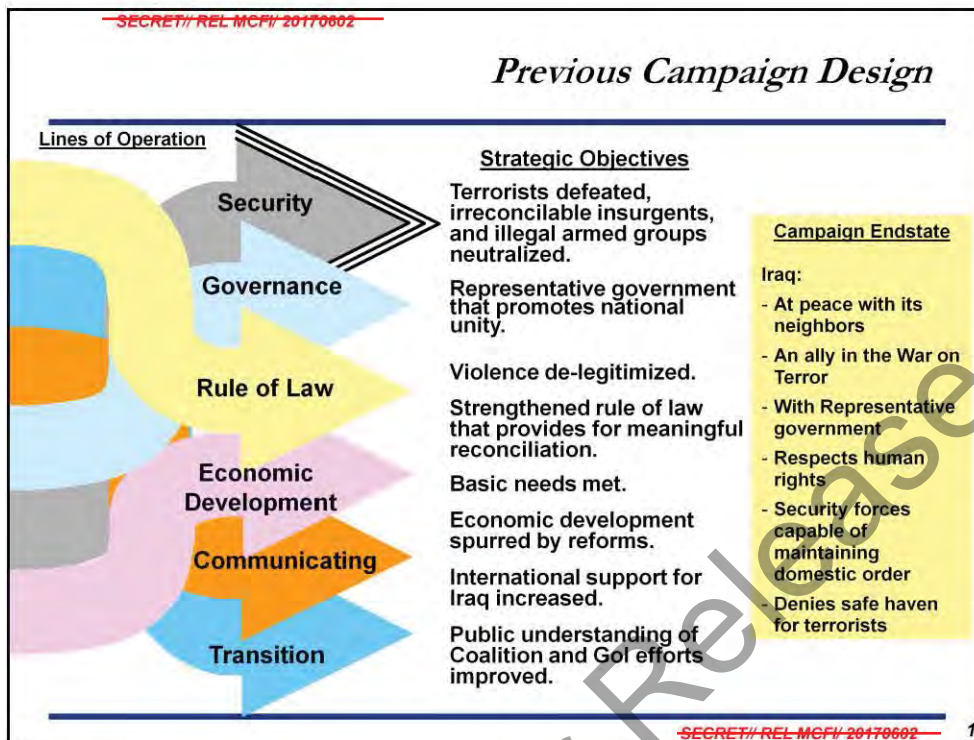 SECRET// REL MCFI// 20170602
Previous Campaign Design
Lines of Operation
Security
Governance
Rule of Law
Economic
Development
Communicating
Transition
Strategic Objectives
Terrorists defeated,
irreconcilable insurgents,
and illegal armed groups
neutralized.
Representative government
that promotes national
unity.
Violence de-legitimized.
Strengthened rule of law
that provides for meaningful
reconciliation.
Basic needs met.
Economic development
spurred by reforms.
International support for
Iraq increased.
Public understanding of
Coalition and GoI efforts
improved.
Campaign Endstate
Iraq:
- At peace with its
neighbors
- An ally in the War on
Terror
- With Representative
government
- Respects human
rights
- Security forces
capable of
maintaining
domestic order
- Denies safe haven
for terrorists
Release
SECRET// REL MCFI// 20170602
1